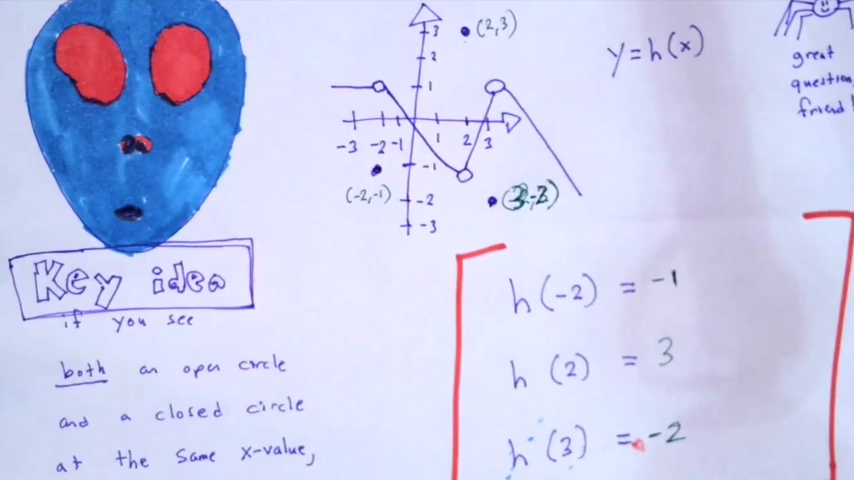 3
(2,3)
y=h(x)
2
1
great
question
friend
-3 -2 -1 1 2 3
-1
(-2,-1)
-2
-3
Key idea
if you see
both an open circle
and a closed circle
at the same x-value,
h(-2) = -1
h (2) = 3
h (3) = -2